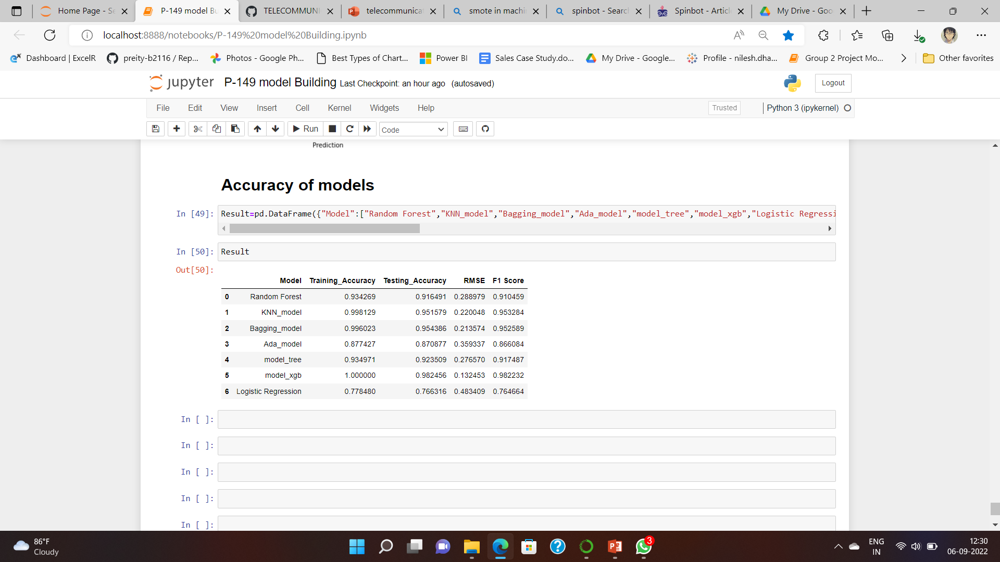 Home Page - Se
P-149 model Bu
TELECOMMUNI
telecommunicat
smote in machi
spinbot - Search
Spinbot - Article
My Drive - Goo
localhost:8888/notebooks/P-149%20model%20Building.ipynb
Dashboard | ExcelR
preity-b2116 / Rep...
Photos - Google Ph...
Best Types of Chart...
Power BI
Sales Case Study.do...
My Drive - Google...
Profile - nilesh.dha...
Group 2 Project Mo...
Other favorites
jupyter P-149 model Building Last Checkpoint: an hour ago (autosaved)
Logout
File Edit View Insert Cell Kernel Widgets Help
Trusted
Python 3 (ipykernel)
Run
Code
Prediction
Accuracy of models
In [49]: Result=pd.DataFrame({"Model":["Random Forest","KNN_model","Bagging_model","Ada_model","model_tree","model_xgb","Logistic Regressi
In [50]: Result
Out[50]:
Model Training_Accuracy Testing_Accuracy RMSE F1 Score
0 Random Forest 0.934269 0.916491 0.288979 0.910459
1 KNN_model 0.998129 0.951579 0.220048 0.953284
2 Bagging_model 0.996023 0.954386 0.213574 0.952589
3 Ada_model 0.877427 0.870877 0.359337 0.866084
4 model_tree 0.934971 0.923509 0.276570 0.917487
5 model_xgb 1.000000 0.982456 0.132453 0.982232
6 Logistic Regression 0.778480 0.766316 0.483409 0.764664
In [ ]:
In [ ]:
In [ ]:
In [ ]:
In [ ]:
86°F
Cloudy
3
ENG
IN
12:30
06-09-2022